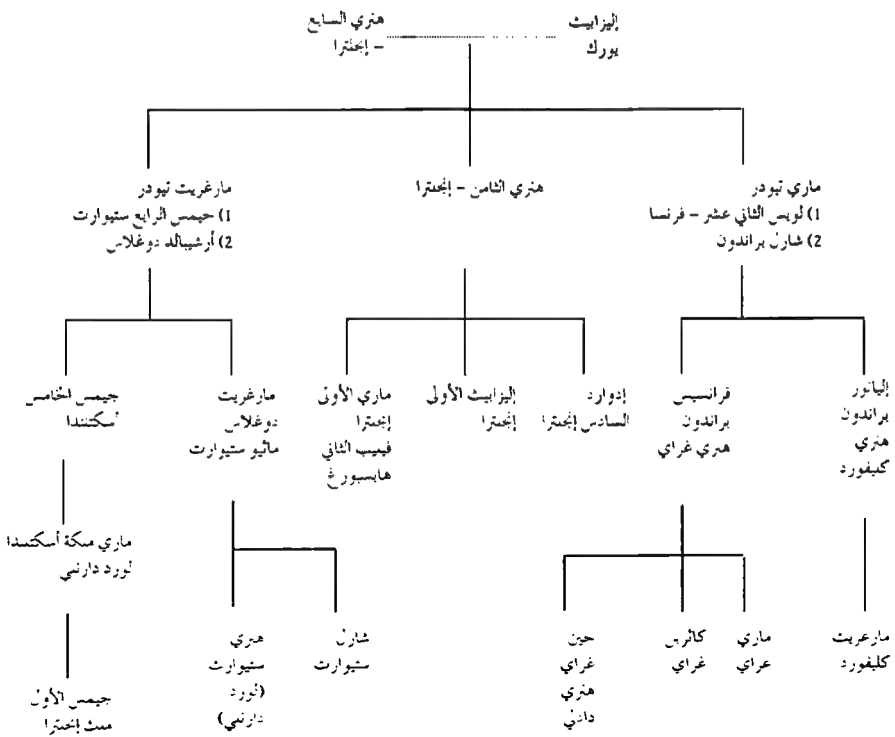 إليزابيث
يورك
هنري السابع
– إنجلترا
ماري تيودر
1) لويس الثاني عشر – فرنسا
2) شارل براندون
هنري الثامن – إنجلترا
مارغريت تيودر
1) جيمس الرابع ستيوارت
2) أرشيبالد دوغلاس
إليانور
براندون
هنري
كليفورد
فرانسيس
براندون
هنري غراي
إدوارد
السادس إنجلترا
إليزابيث الأولى
إنجلترا
ماري الأولى
إنجلترا
فيليب الثاني
هابسبورغ
مارغريت
دوغلاس
ماثيو ستيوارت
جيمس الخامس
أسكتلندا
ماري ملكة أسكتلندا
لورد دارنلي
مارغريت
كليفورد
ماري
غراي
كاثرين
غراي
جين
غراي
هنري
دادلي
شارل
ستيوارت
هنري
ستيوارت
(لورد
دارنلي)
جيمس الأول
ملك إنجلترا